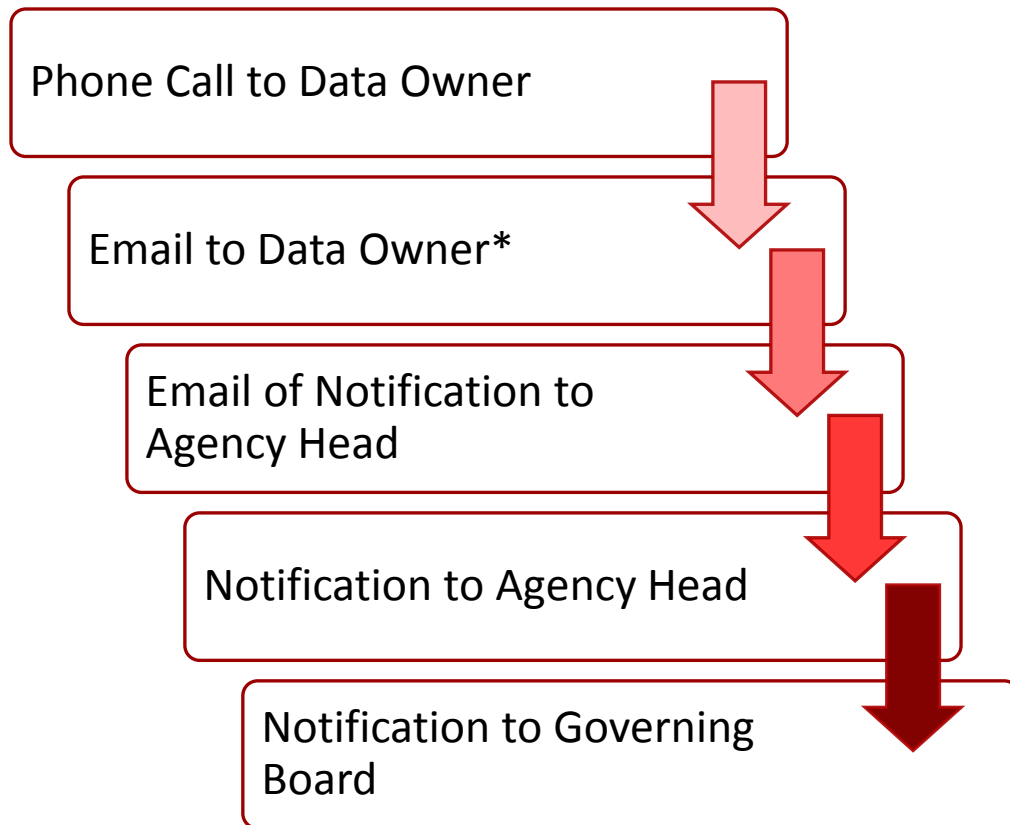 Phone Call to Data Owner
Email to Data Owner*
Email of Notification to
Agency Head
Notification to Agency Head
Notification to Governing
Board